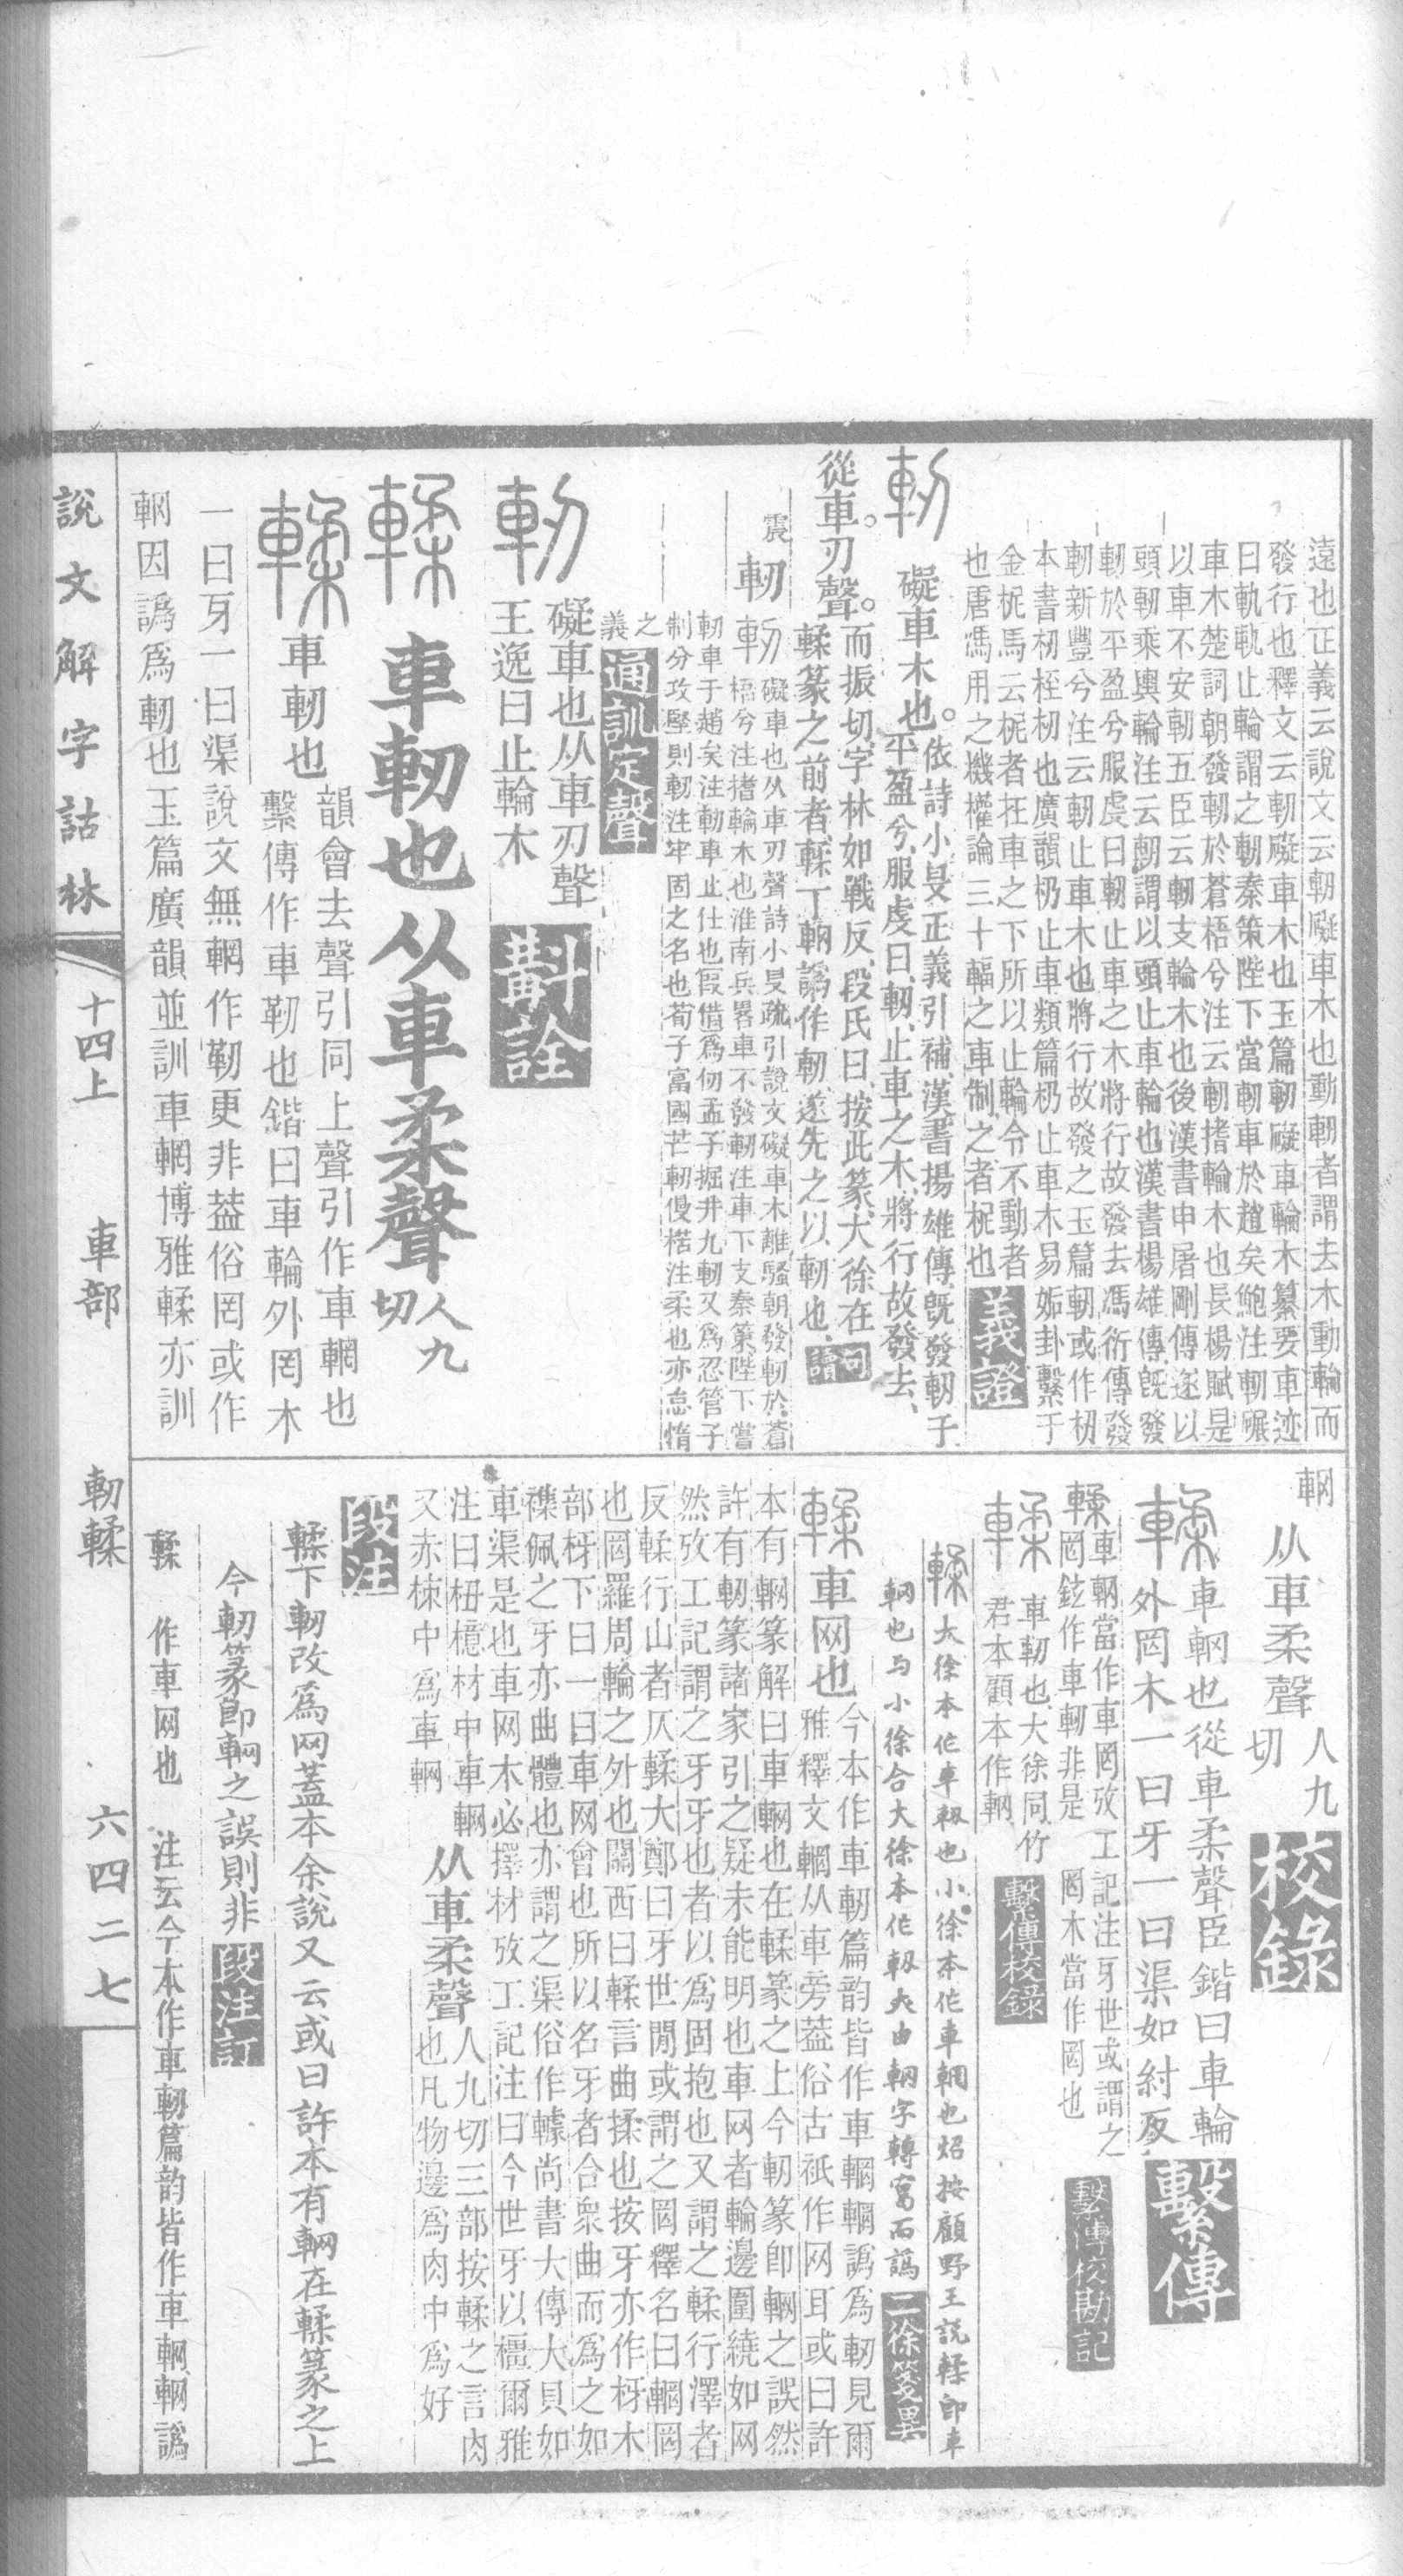 遠也正義云說文云軔礙車木也動軔者謂去木動輪而
發行也釋文云軔礙車木也玉篇軔礙車輪木纂要車迹
曰軌軌止輪謂之軔秦策陛下當軔車於趙矣鮑注軔礙
車木楚詞朝發軔於蒼梧兮注云軔搘輪木也長楊賦是
以車不安軔五臣云軔支輪木也後漢書申屠剛傳遂以
頭軔乘輿輪注云軔謂以頭止車輪也漢書楊雄傳旣發
軔於平盈兮服虔曰軔止車之木將行故發去馮衍傳發
軔新豐兮注云軔止車木也將行故發之玉篇軔或作杒
本書杒桎杒也廣韻杒止車類篇杒止車木易姤卦繫于
金柅馬云柅者在車之下所以止輪令不動者
也唐馮用之機權論三十輻之車制之者柅也 義證
軔 礙車木也。依詩小旻正義引補漢書揚雄傳旣發軔于
平盈兮、服虔曰、軔、止車之木、將行故發去、
從車。刃聲。而振切、字林如戰反、段氏曰、按此篆、大徐在
輮篆之前者、輮丁輞譌作軔、遂先之以軔也、 句讀
震 軔 軔 礙車也从車刃聲詩小旻疏引說文礙車木離騷朝發軔於蒼
梧兮注搘輪木也淮南兵畧車不發軔注車下支秦策陛下嘗
軔車于趙矣注軔車止仕也叚借爲仞孟子掘井九軔又爲忍管子
制分攻堅則軔注牢固之名也荀子富國芒軔僈楛注柔也亦怠惰
之
義 通訓定聲
軔 礙車也从車刃聲
王逸曰止輪木 斠詮
輮 車軔也从車柔聲 人九
切
輮 車軔也 韻會去聲引同上聲引作車輞也
繫傳作車靭也鍇曰車輪外罔木
一曰牙一曰渠說文無輞作靭更非葢俗罔或作
輞因譌爲軔也玉篇廣韻並訓車輞博雅輮亦訓
輞 从車柔聲 人九
切 校錄
輮 車輞也從車柔聲臣鍇曰車輪
外罔木一曰牙一曰渠如紂反 繫傳
輮 車輞當作車罔攷工記注牙世或謂之
罔鉉作車軔非是 罔木當作罔也 繫傳校勘記
輮 車軔也、大徐同、竹
君本顧本作輞 繫傳校錄
輮 大徐本作車軔也小徐本作車輞也炤按顧野王說輮卽車
輞也与小徐合大徐本作軔大由輞字轉寫而譌 二徐箋異
輮 車网也 今本作車軔篇韵皆作車輞輞譌爲軔見爾
雅釋文輞从車旁葢俗古衹作网耳或曰許
本有輞篆解曰車輞也在輮篆之上今軔篆卽輞之誤然
許有軔篆諸家引之疑未能明也車网者輪邊圍繞如网
然攷工記謂之牙牙也者以爲固抱也又謂之輮行澤者
反輮行山者仄輮大鄭曰牙世閒或謂之罔釋名曰輞罔
也罔羅周輪之外也關西曰輮言曲揉也按牙亦作枒木
部枒下曰一曰車网會也所以名牙者合衆曲而爲之如
襍佩之牙亦曲體也亦謂之渠俗作轈尚書大傳大貝如
車渠是也車网木必擇材攷工記注曰今世牙以橿爾雅
注曰杻檍材中車輞 从車柔聲 人九切三部按輮之言肉
又赤楝中爲車輞 也凡物邊爲肉中爲好
段注
輮下軔改爲网蓋本余說又云或曰許本有輞在輮篆之上
今軔篆卽輞之誤則非 段注訂
輮 作車网也 注云今本作車軔篇韵皆作車輞輞譌
說文解字詁林 十四上 車部 軔輮 六四二七